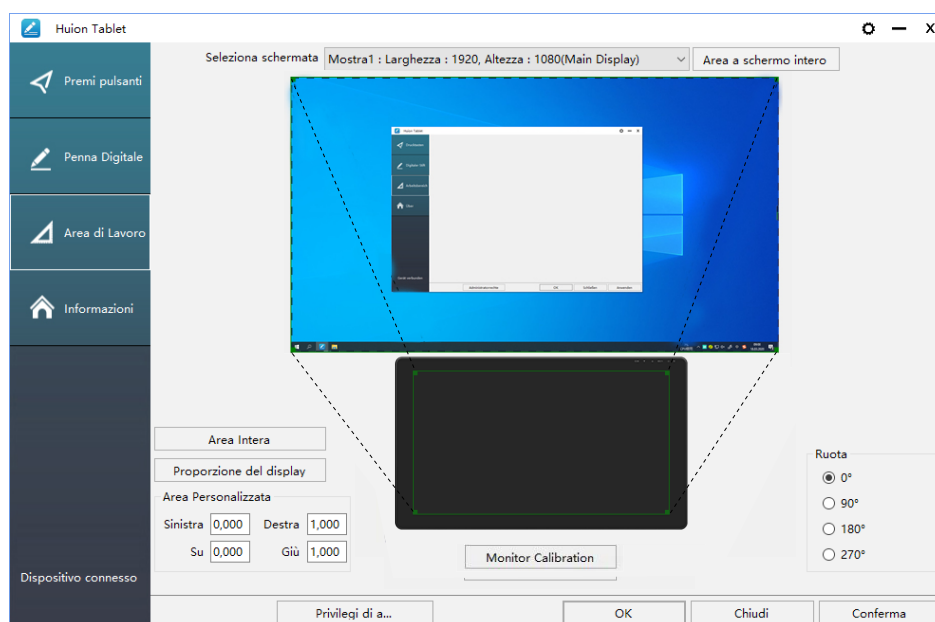 Huion Tablet
Seleziona schermata
Mostra1 : Larghezza : 1920, Altezza : 1080(Main Display)
Area a schermo intero
Premi pulsanti
Penna Digitale
Area di Lavoro
Informazioni
Dispositivo connesso
Huion Tablet
Area Intera
Proporzione del display
Area Personalizzata
Sinistra 0,000 Destra 1,000
Su 0,000 Giù 1,000
Monitor Calibration
Ruota
0°
90°
180°
270°
Privilegi di a...
OK
Chiudi
Conferma